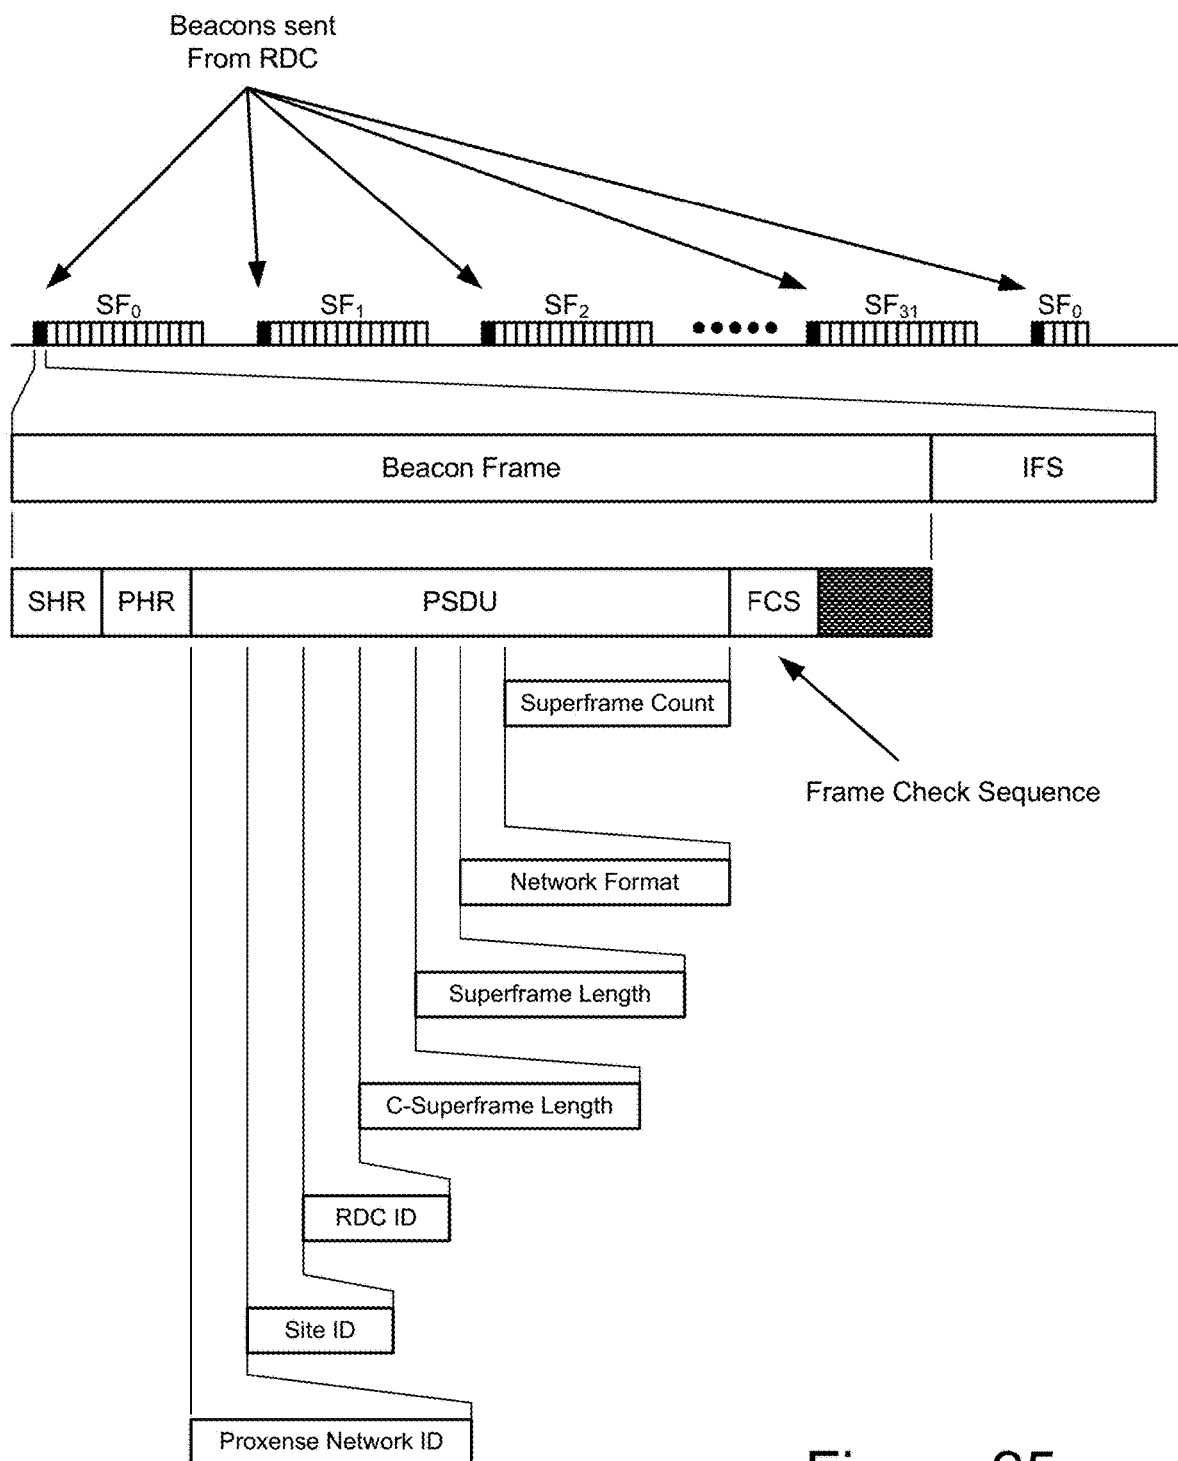 Beacons sent
From RDC
SF0 SF1 SF2 SF31 SF0
Beacon Frame IFS
SHR PHR PSDU FCS
Superframe Count
Frame Check Sequence
Network Format
Superframe Length
C-Superframe Length
RDC ID
Site ID
Proxense Network ID